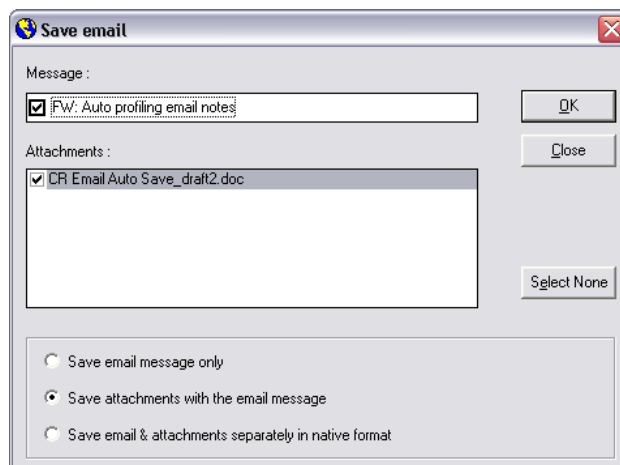 Save email
Message :
FW: Auto profiling email notes
OK
Attachments :
Close
CR Email Auto Save_draft2.doc
Select None
Save email message only
Save attachments with the email message
Save email & attachments separately in native format